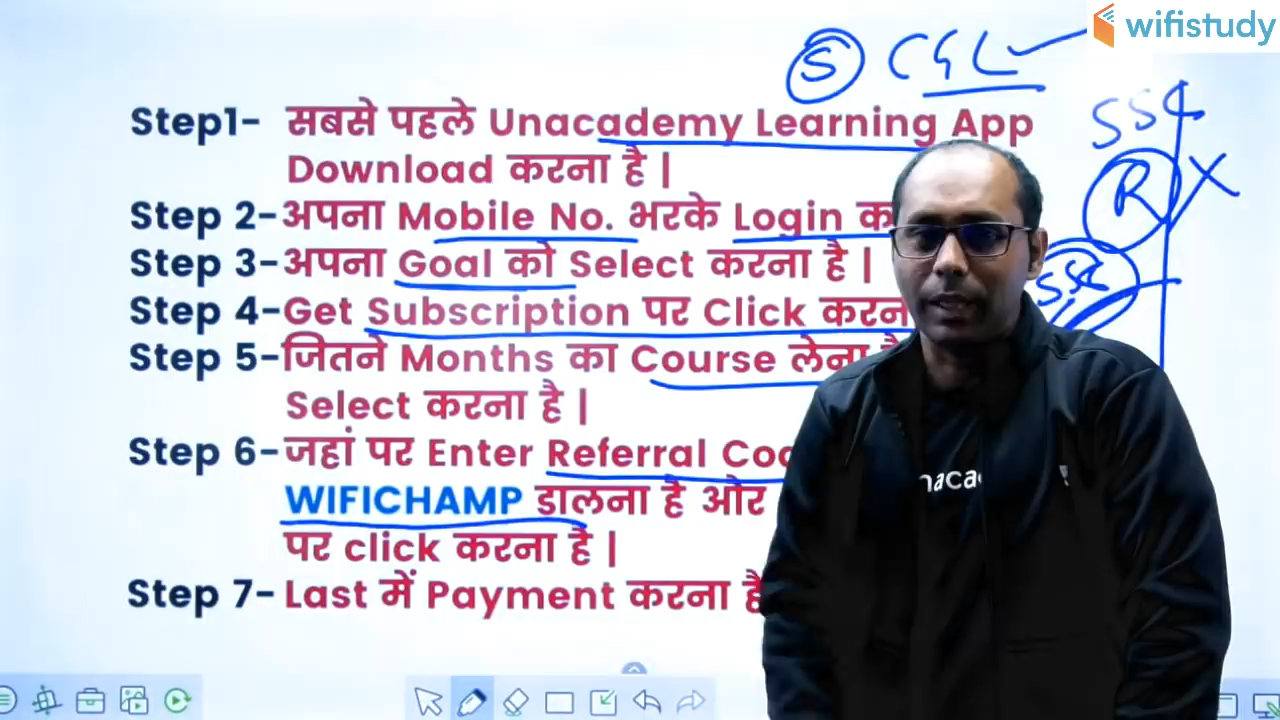 wifistudy
5 CGL
Step1- सबसे पहले Unacademy Learning App
Download करना है |
SSC
R X
Step 2- अपना Mobile No. भरके Login
Step 3- अपना Goal को Select करना है |
SSC
Step 4- Get Subscription पर Click
Step 5- जितने Months का Course लेना
Select करना है |
Step 6- जहां पर Enter Referral
WIFICHAMP डालना है और
पर click करना है |
Step 7- Last में Payment करना है